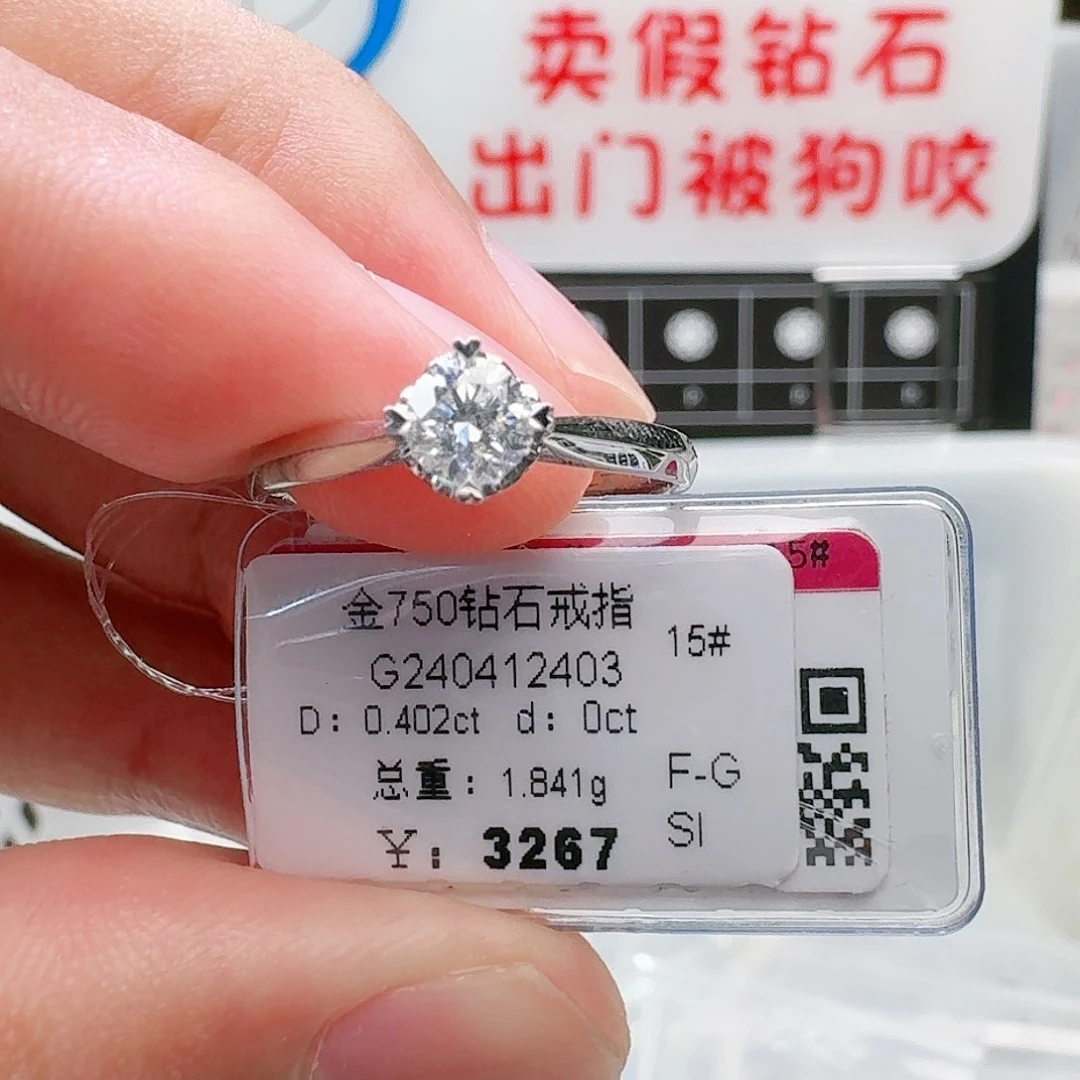 卖假钻石
出门被狗咬
5#
金750钻石戒指
15#
G240412403
D: 0.402ct d: 0ct
总重: 1.841g
F-G
¥: 3267
SI